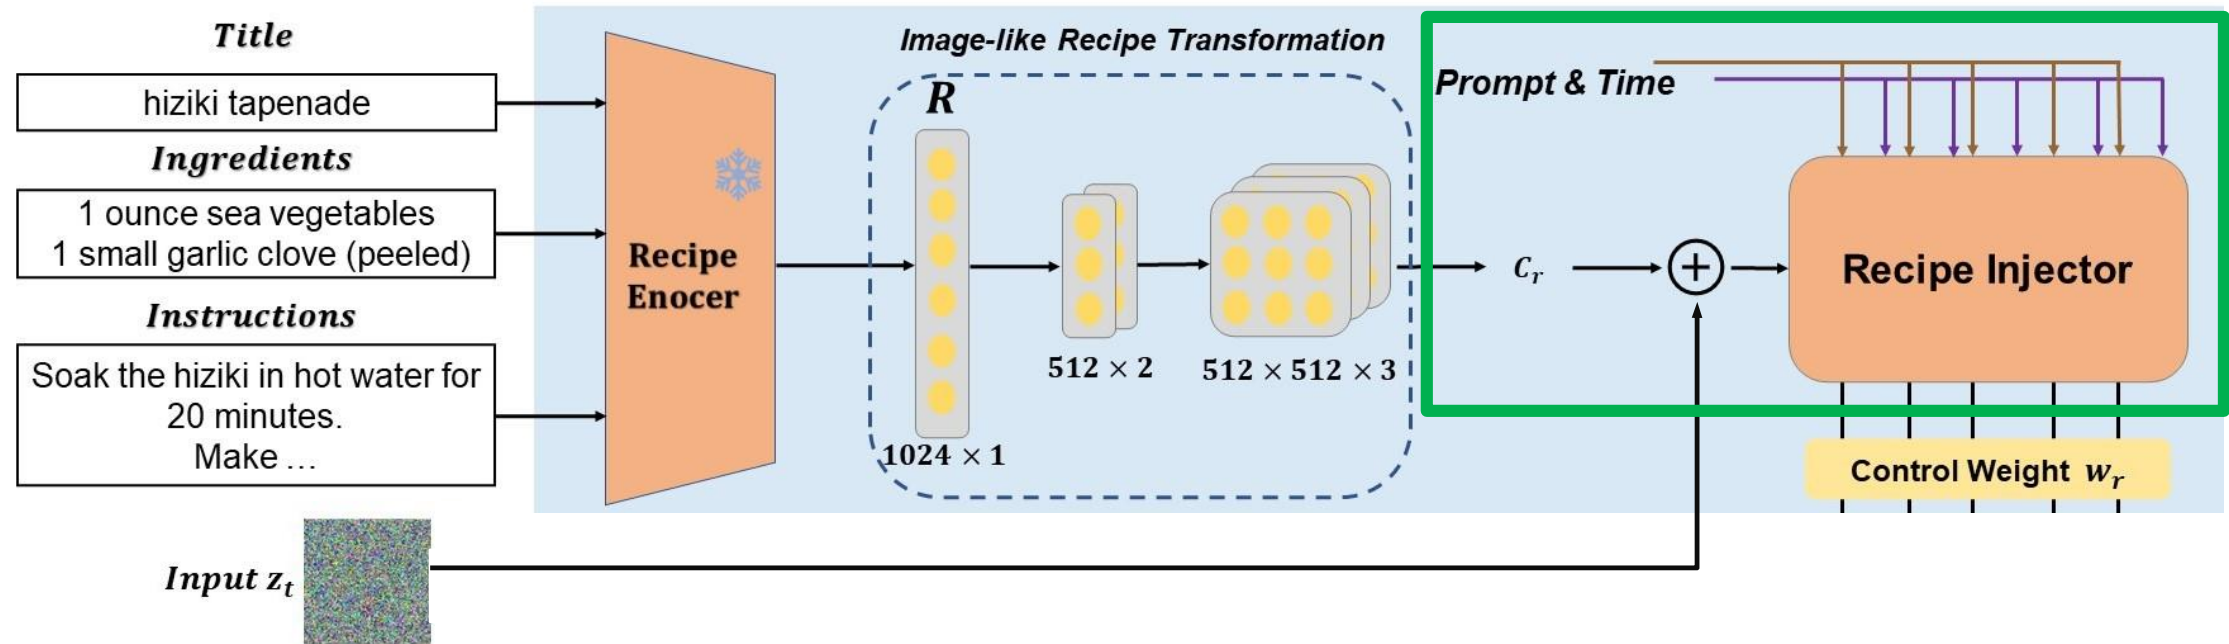 Title
hiziki tapenade
Ingredients
1 ounce sea vegetables
1 small garlic clove (peeled)
Instructions
Soak the hiziki in hot water for
20 minutes.
Make ...
Input z_t
Recipe
Enocer
Image-like Recipe Transformation
R
1024 × 1
512 × 2
512 × 512 × 3
Prompt & Time
C_r
+
Recipe Injector
Control Weight w_r